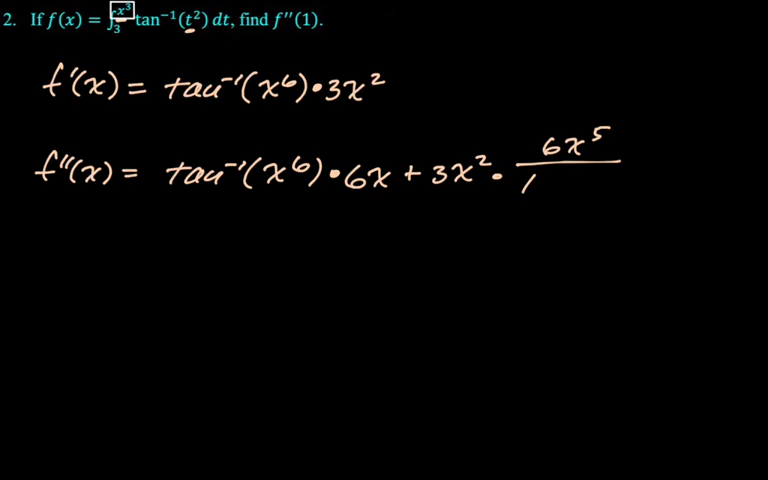 2. If f(x) = ∫₃^(x³) tan⁻¹(t²) dt, find f''(1).
f'(x) = tan⁻¹(x⁶)·3x²
f''(x) = tan⁻¹(x⁶)·6x + 3x²· 6x⁵/